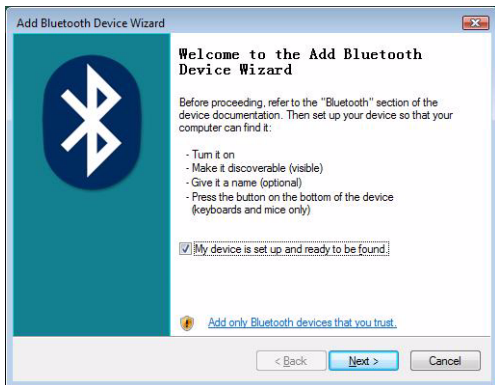 Add Bluetooth Device Wizard
Welcome to the Add Bluetooth
Device Wizard
Before proceeding, refer to the "Bluetooth" section of the
device documentation. Then set up your device so that your
computer can find it:
- Turn it on
- Make it discoverable (visible)
- Give it a name (optional)
- Press the button on the bottom of the device
(keyboards and mice only)
My device is set up and ready to be found.
Add only Bluetooth devices that you trust.
< Back Next > Cancel